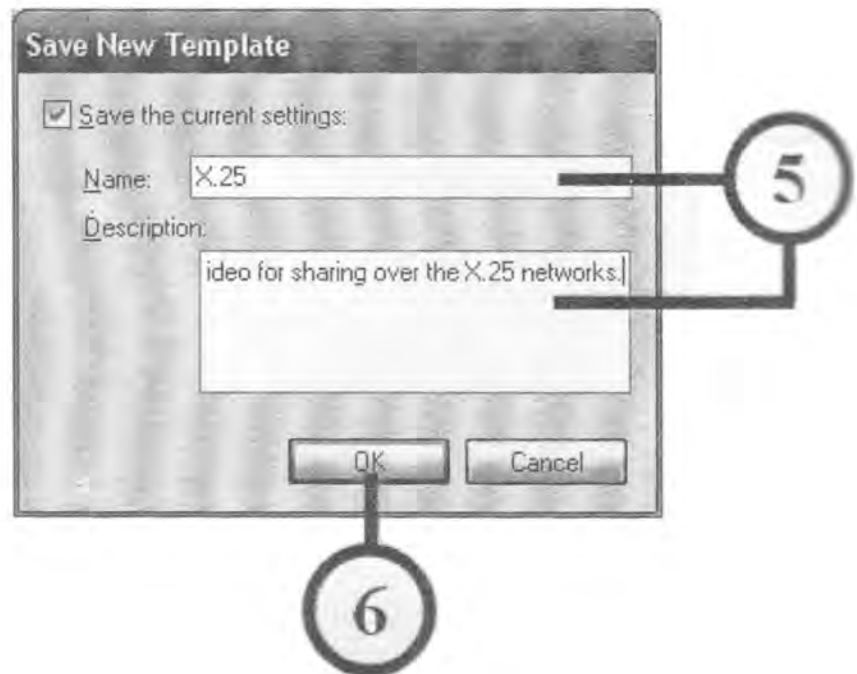 Save New Template
Save the current settings:
Name: X.25
5
Description:
ideo for sharing over the X.25 networks.
OK Cancel
6